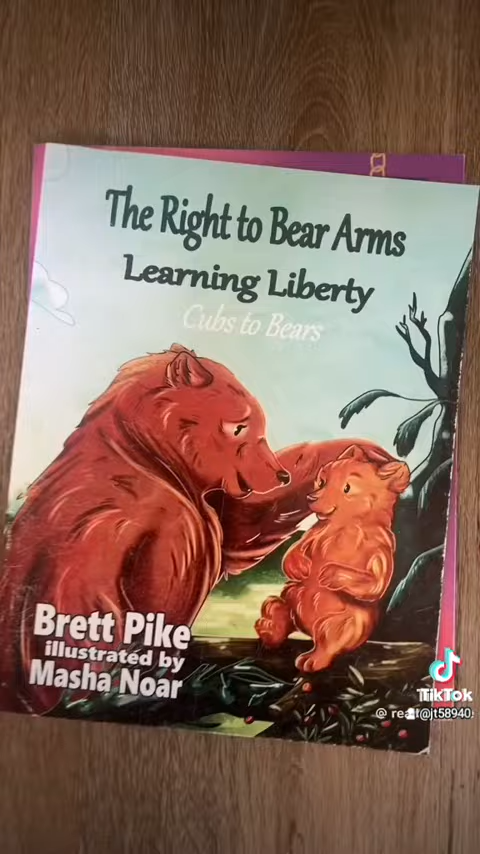 The Right to Bear Arms
Learning Liberty
Cubs to Bears
Brett Pike
illustrated by
Masha Noar
TikTok